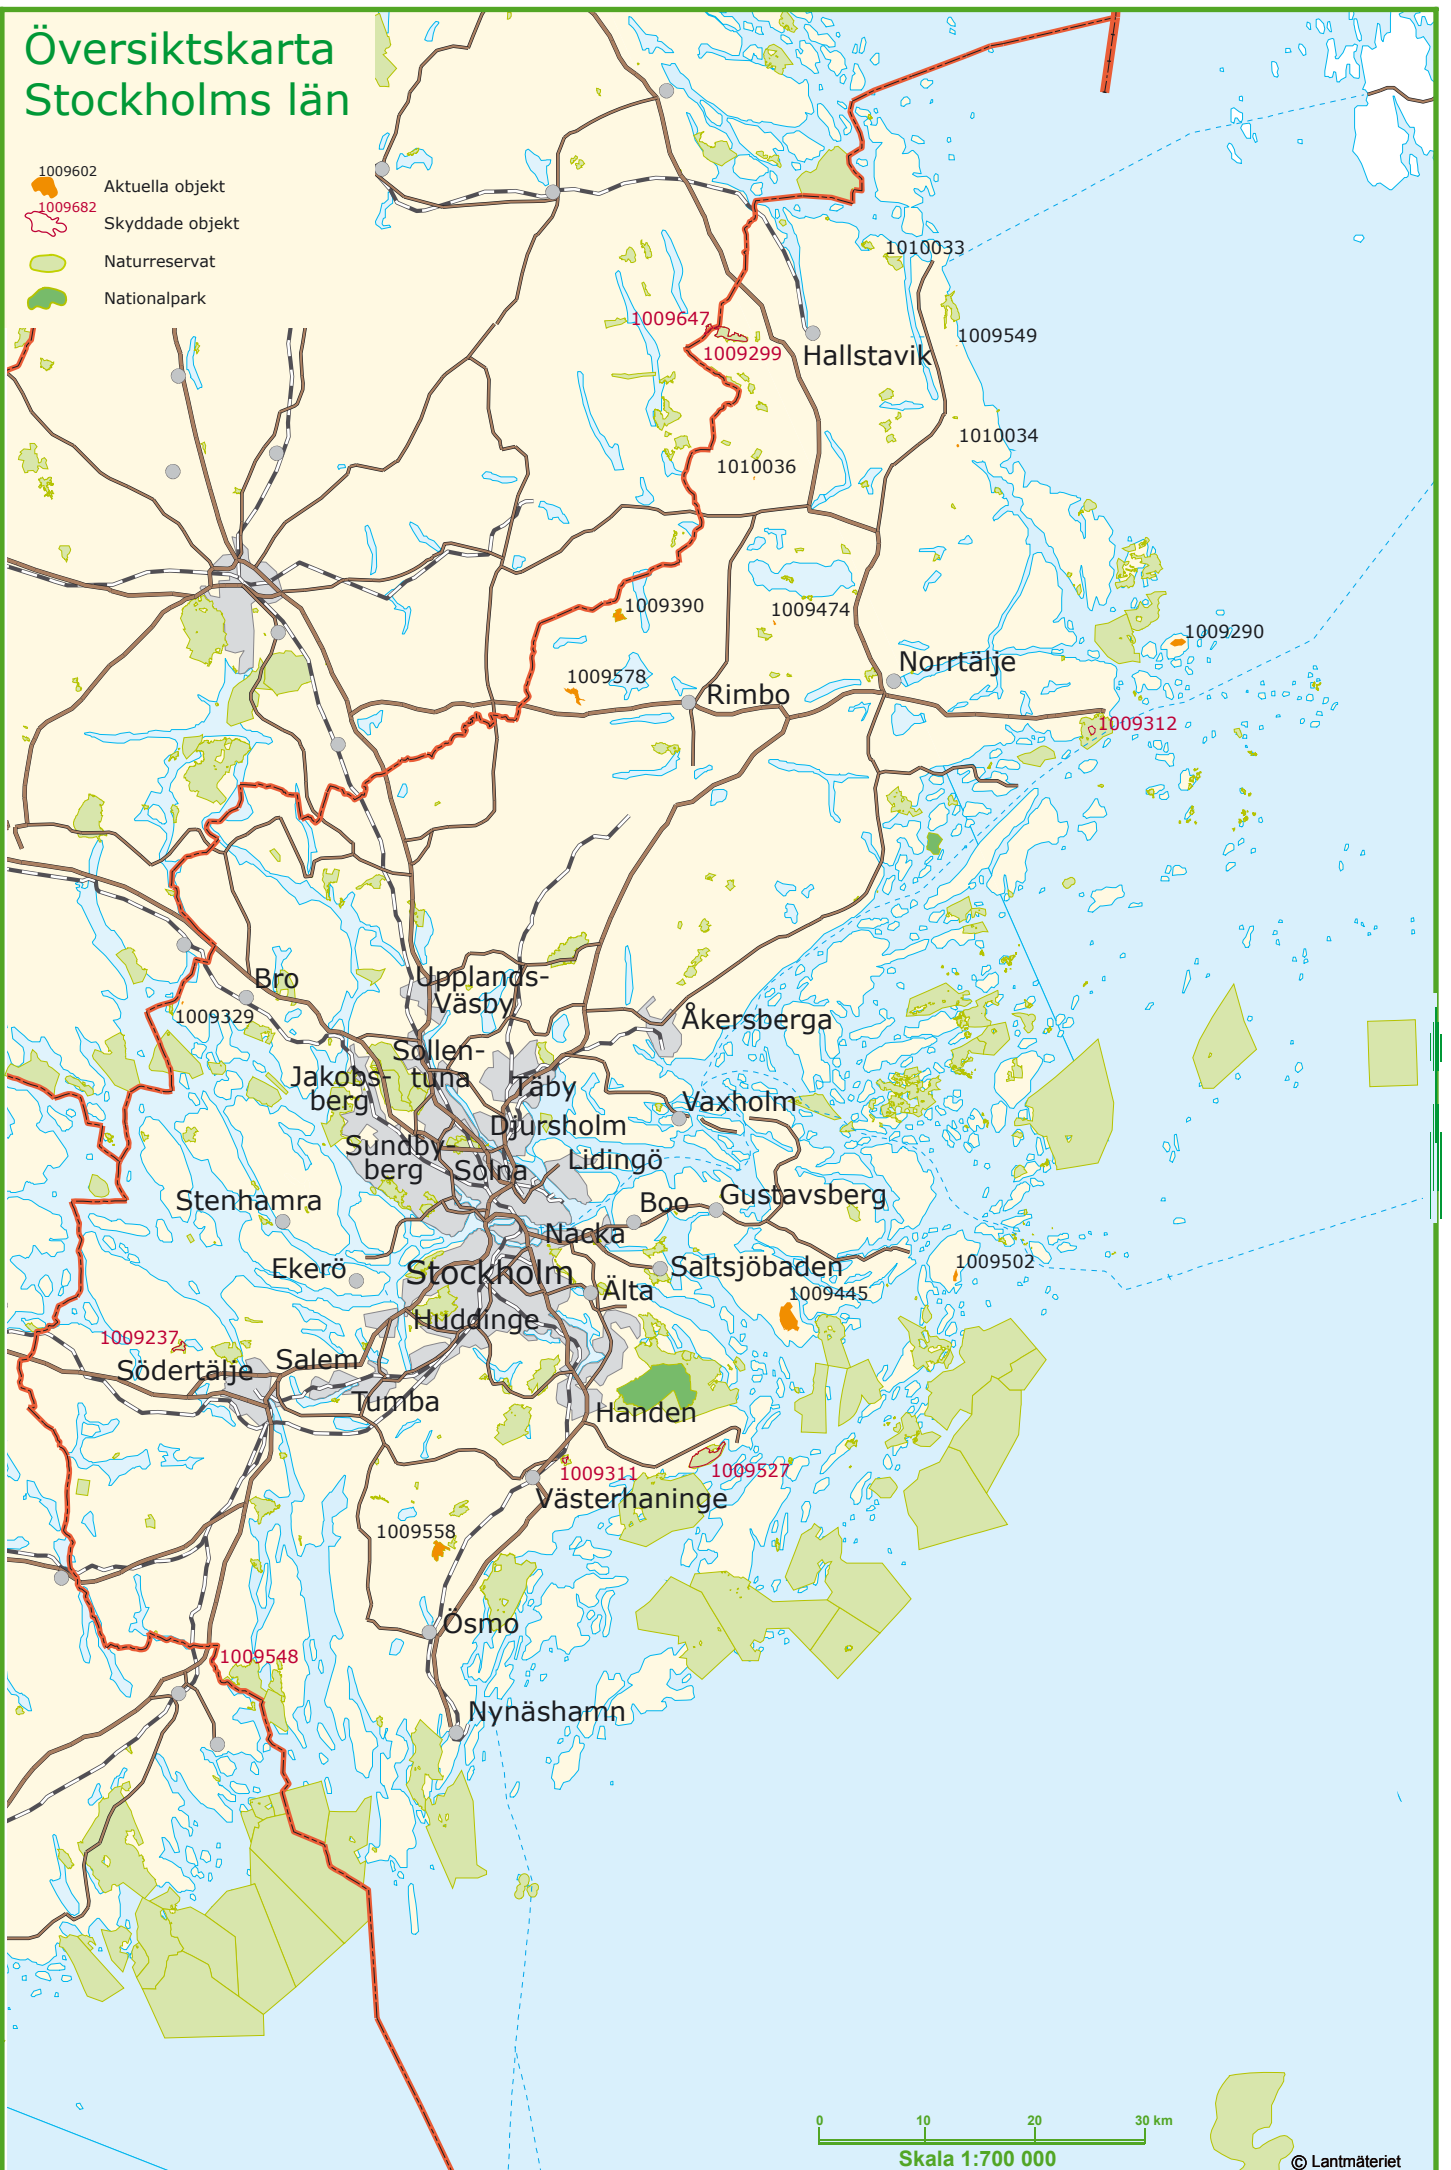 Översiktskarta
Stockholms län
1009602
Aktuella objekt
1009682
Skyddade objekt
Naturreservat
Nationalpark
1010033
1009647
1009549
1009299
Hallstavik
1010034
1010036
1009390
1009474
1009290
Norrtälje
1009578
Rimbo
1009312
Bro
Upplands-
Väsby
1009329
Åkersberga
Sollen-
tuna
Jakobs-
berg
Täby
Vaxholm
Djursholm
Sundby-
berg
Solna
Lidingö
Stenhamra
Boo
Gustavsberg
Nacka
Ekerö
Stockholm
Saltsjöbaden
1009502
Älta
1009445
Huddinge
1009237
Salem
Södertälje
Tumba
Handen
1009311
1009527
Västerhaninge
1009558
Ösmo
1009548
Nynäshamn
0 10 20 30 km
Skala 1:700 000
© Lantmäteriet